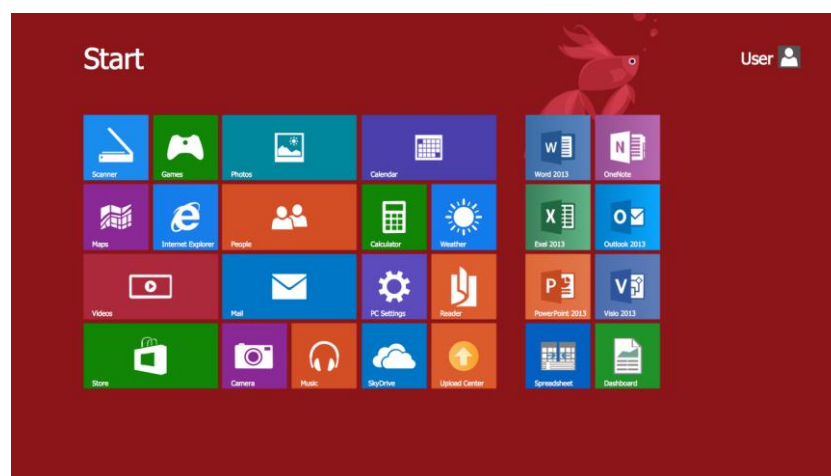 Start
User
Scanner
Games
Photos
Calendar
Word 2013
OneNote
Maps
Internet Explorer
People
Calculator
Weather
Exel 2013
Outlook 2013
Videos
Mail
PC Settings
Reader
PowerPoint 2013
Visio 2013
Store
Camera
Music
SkyDrive
Upload Center
Spreadsheet
Dashboard